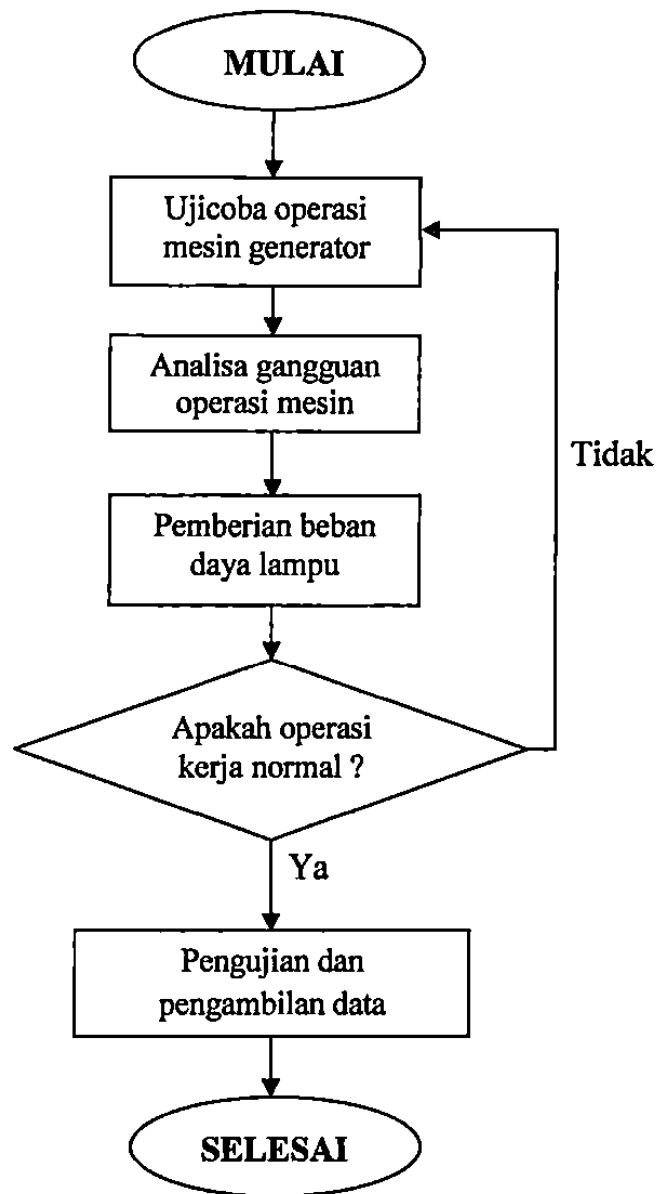 MULAI
Ujicoba operasi
mesin generator
Analisa gangguan
operasi mesin
Tidak
Pemberian beban
daya lampu
Apakah operasi
kerja normal ?
Ya
Pengujian dan
pengambilan data
SELESAI